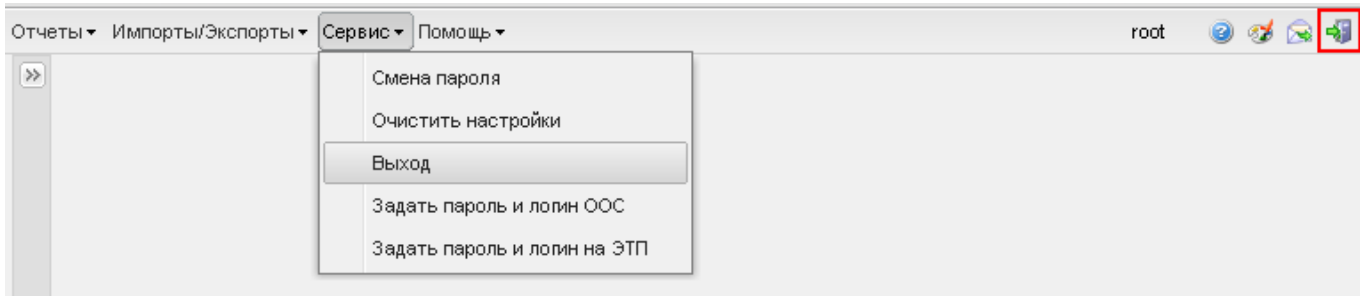 Отчеты Импорты/Экспорты Сервис Помощь root
Смена пароля
Очистить настройки
Выход
Задать пароль и логин ООС
Задать пароль и логин на ЭТП